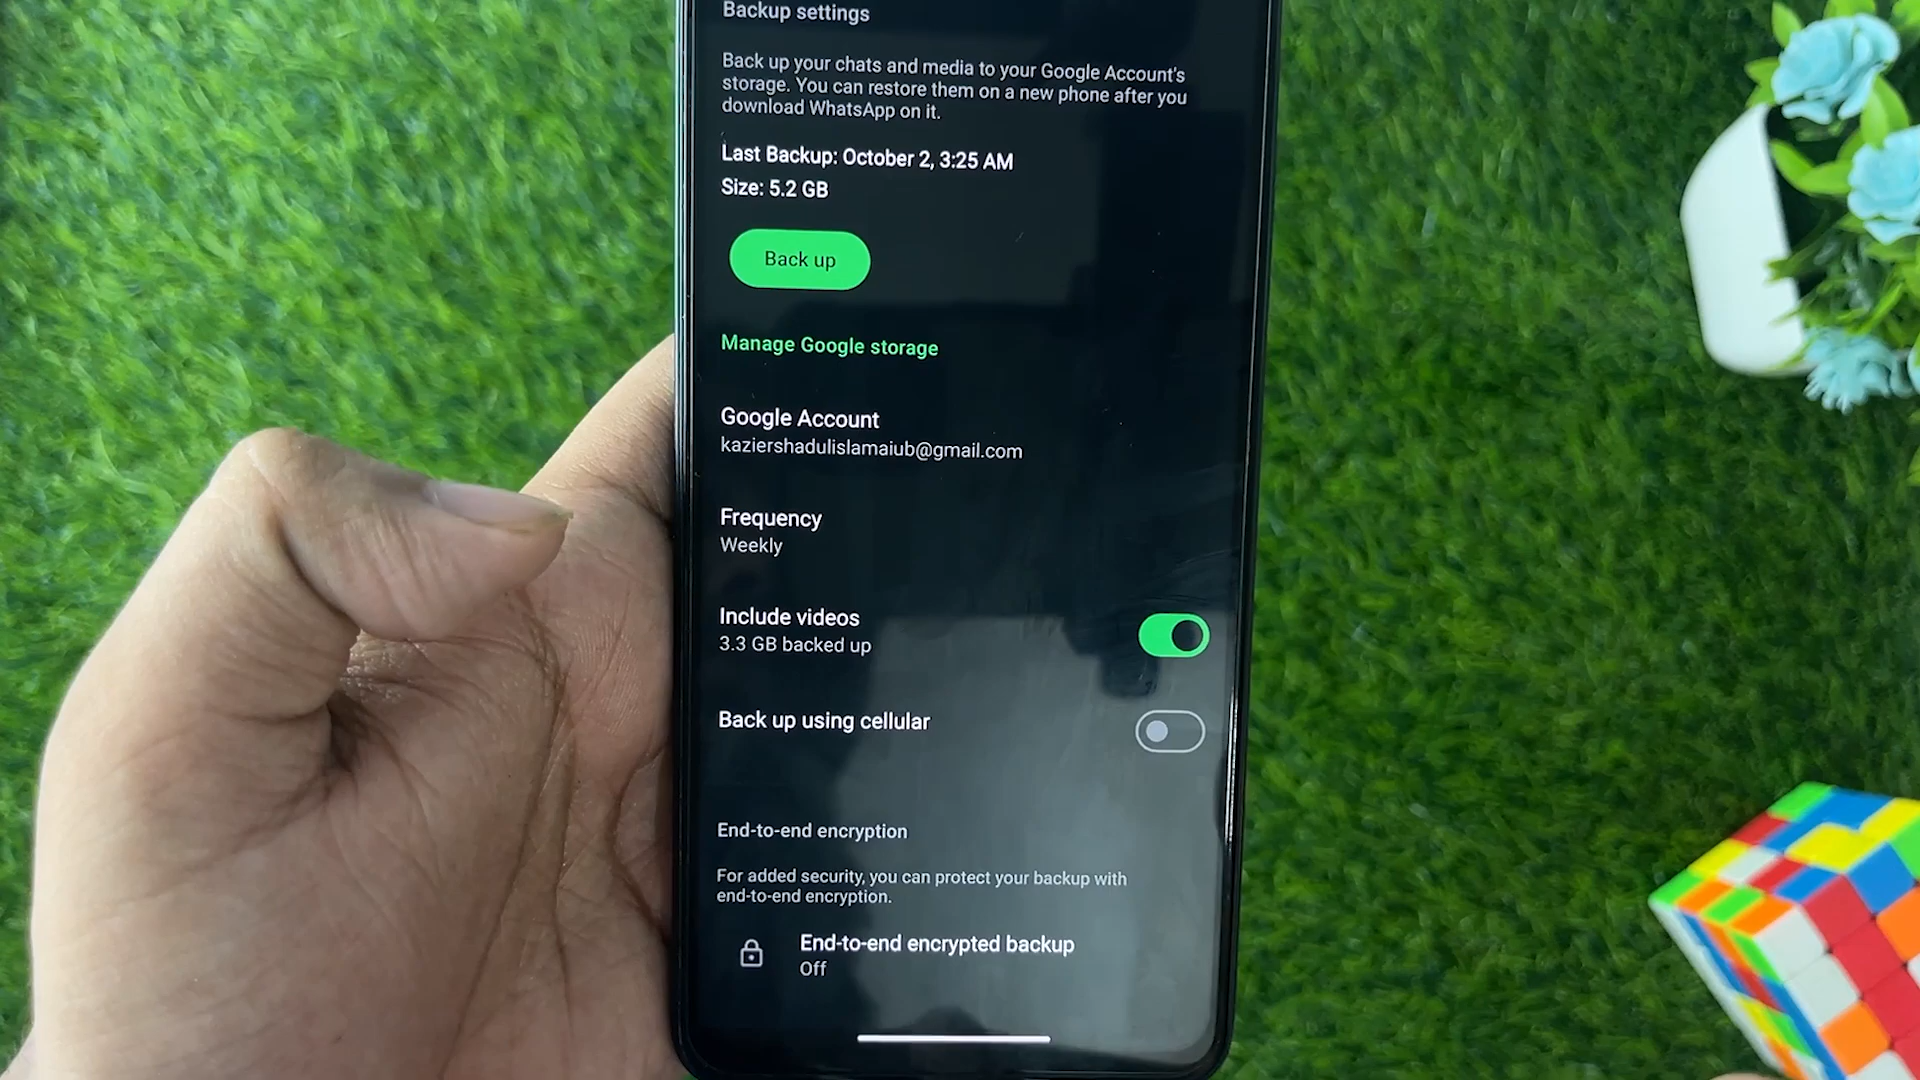 Backup settings
Back up your chats and media to your Google Account's
storage. You can restore them on a new phone after you
download WhatsApp on it.
Last Backup: October 2, 3:25 AM
Size: 5.2 GB
Back up
Manage Google storage
Google Account
kaziershadulislamaiub@gmail.com
Frequency
Weekly
Include videos
3.3 GB backed up
Back up using cellular
End-to-end encryption
For added security, you can protect your backup with
end-to-end encryption.
End-to-end encrypted backup
Off